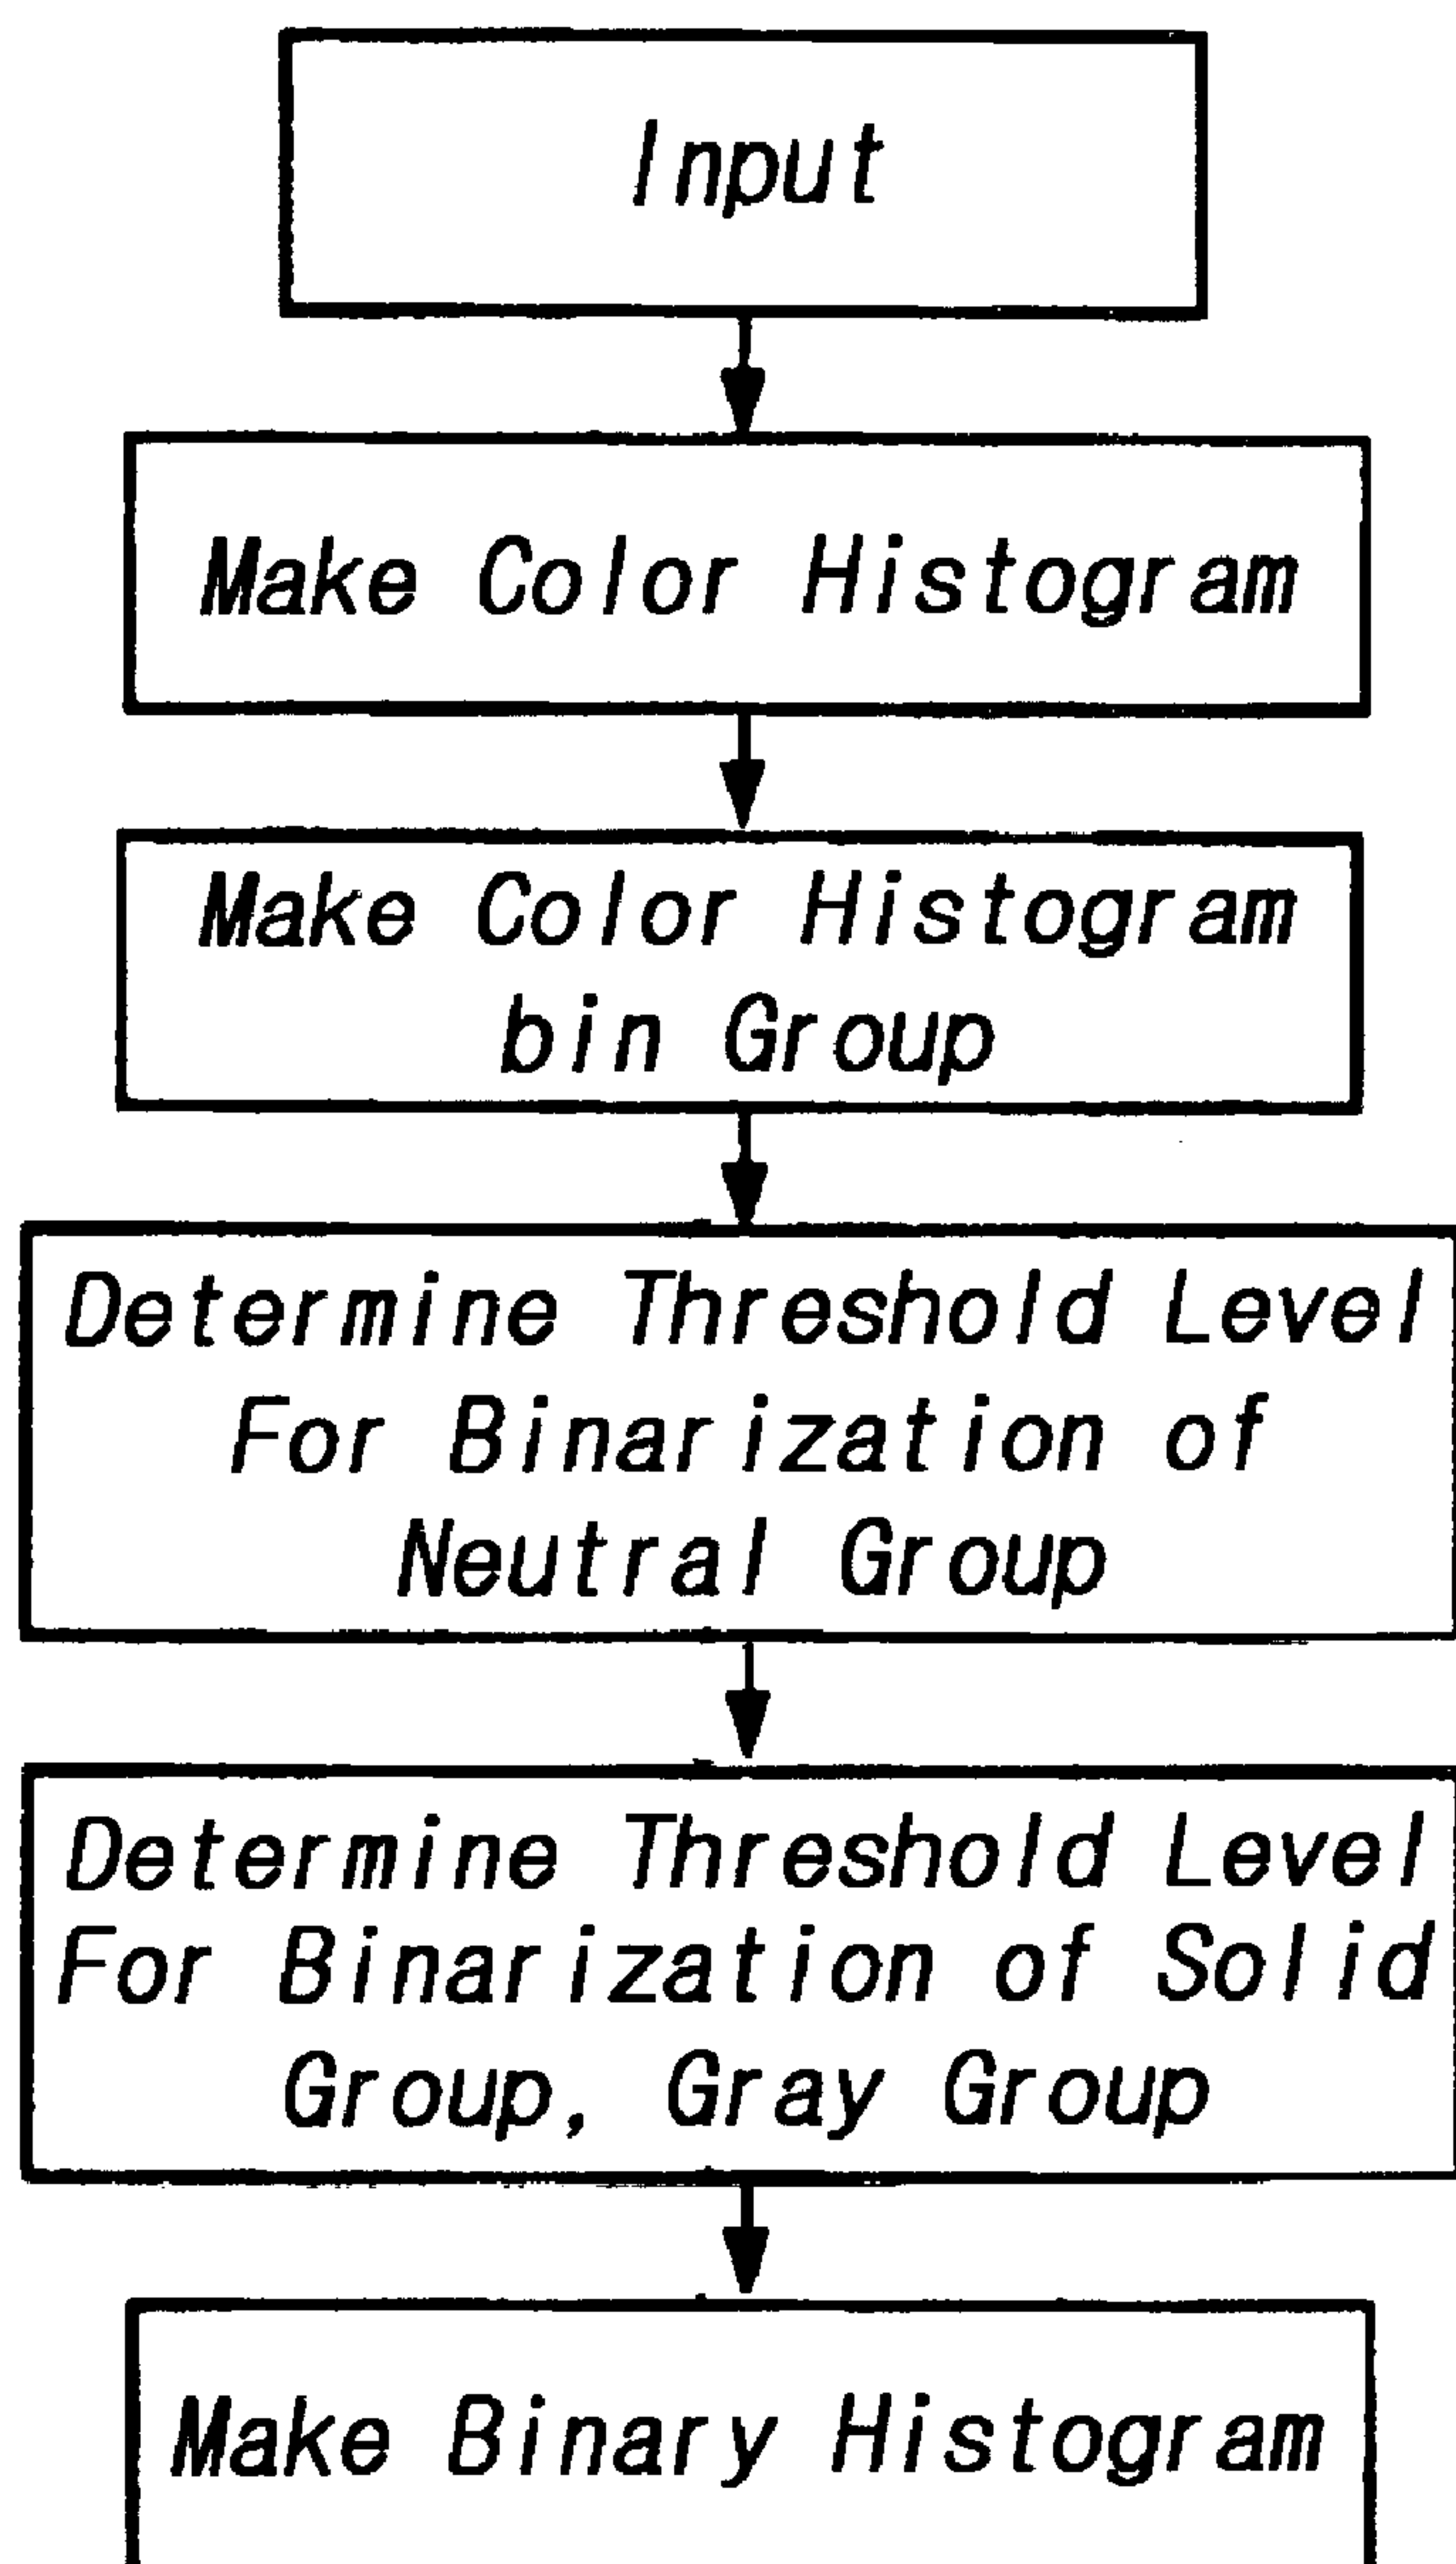 Input
Make Color Histogram
Make Color Histogram
bin Group
Determine Threshold Level
For Binarization of
Neutral Group
Determine Threshold Level
For Binarization of Solid
Group, Gray Group
Make Binary Histogram